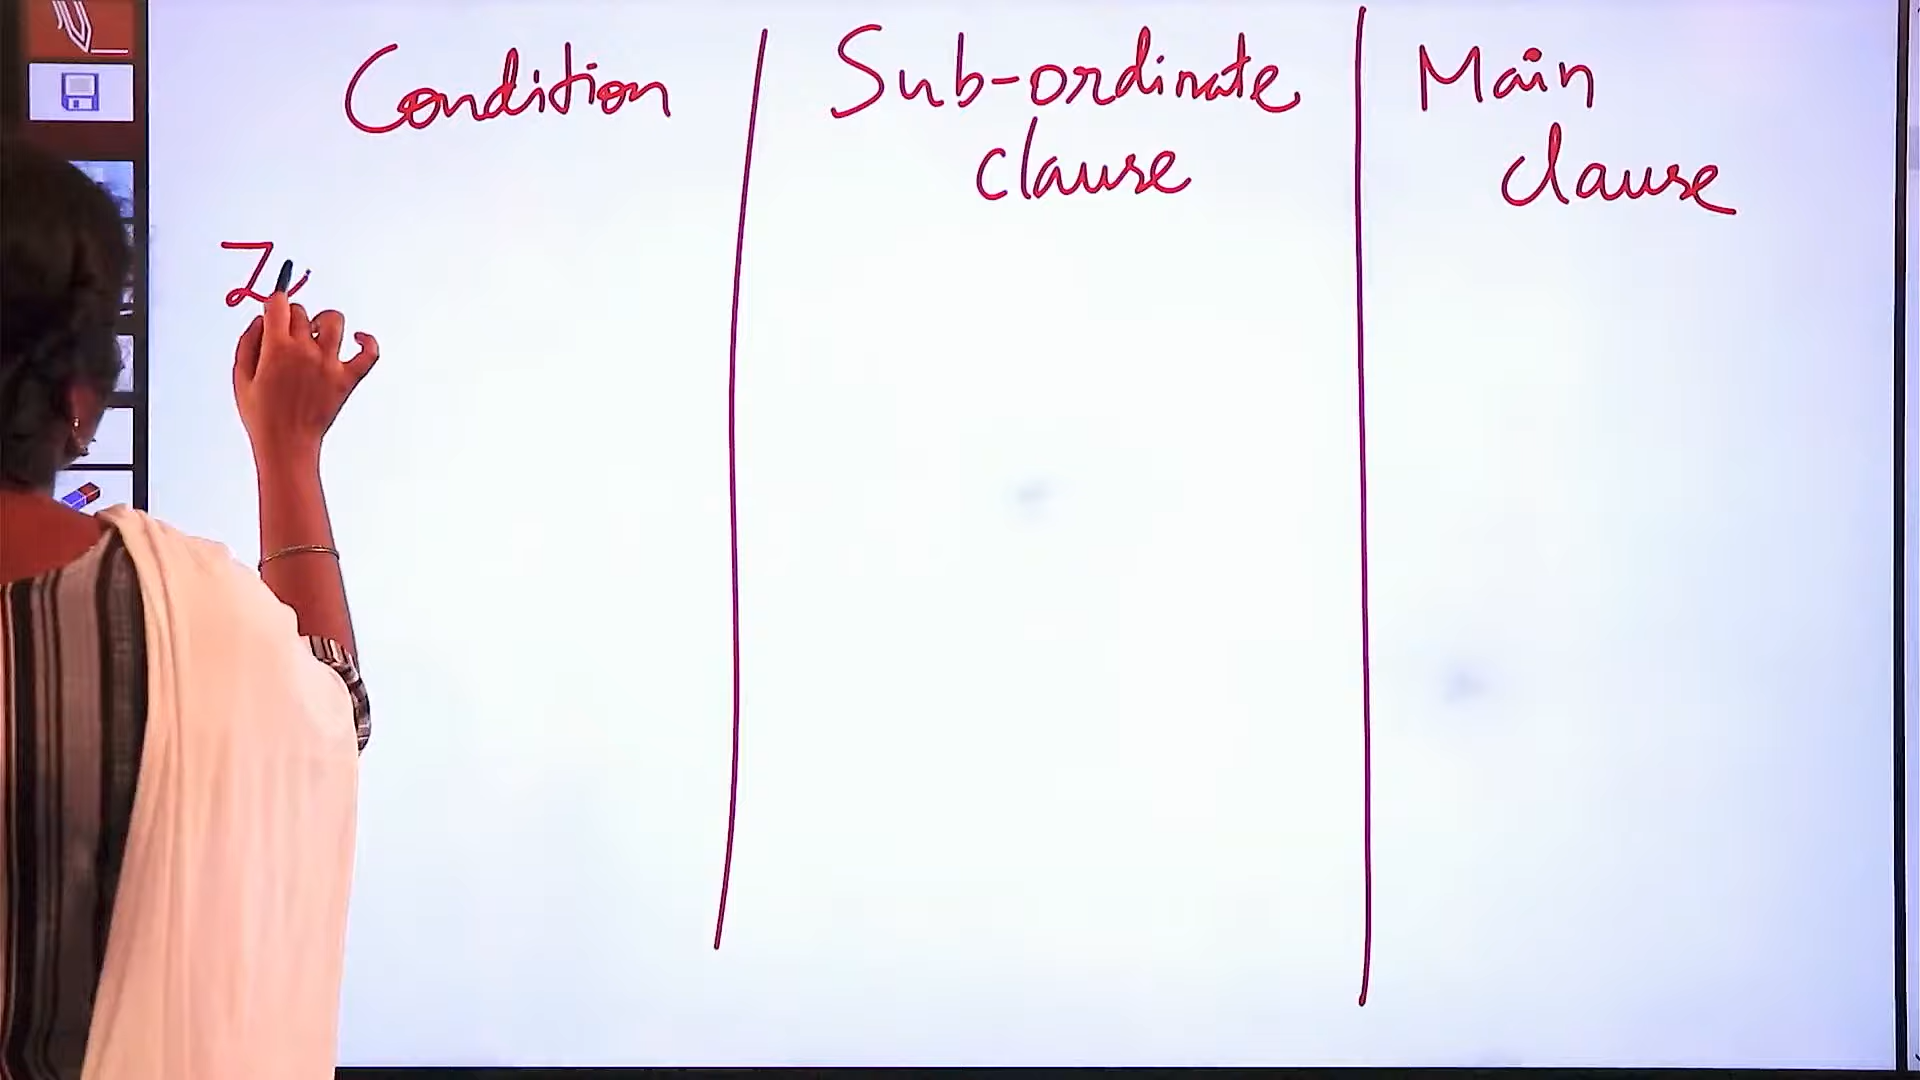 Condition
Sub-ordinate
clause
Main
clause